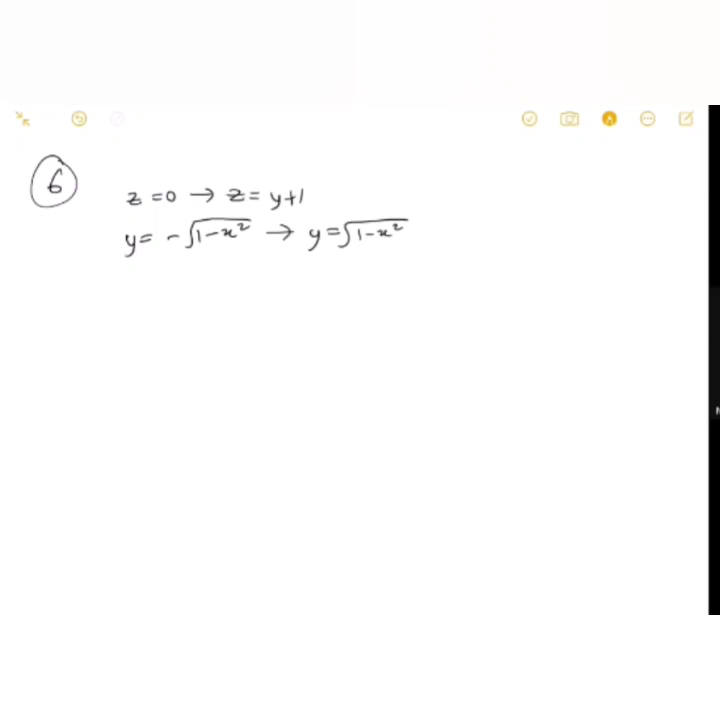 6
z = 0 → z = y+1
y = -√1-x² → y = √1-x²